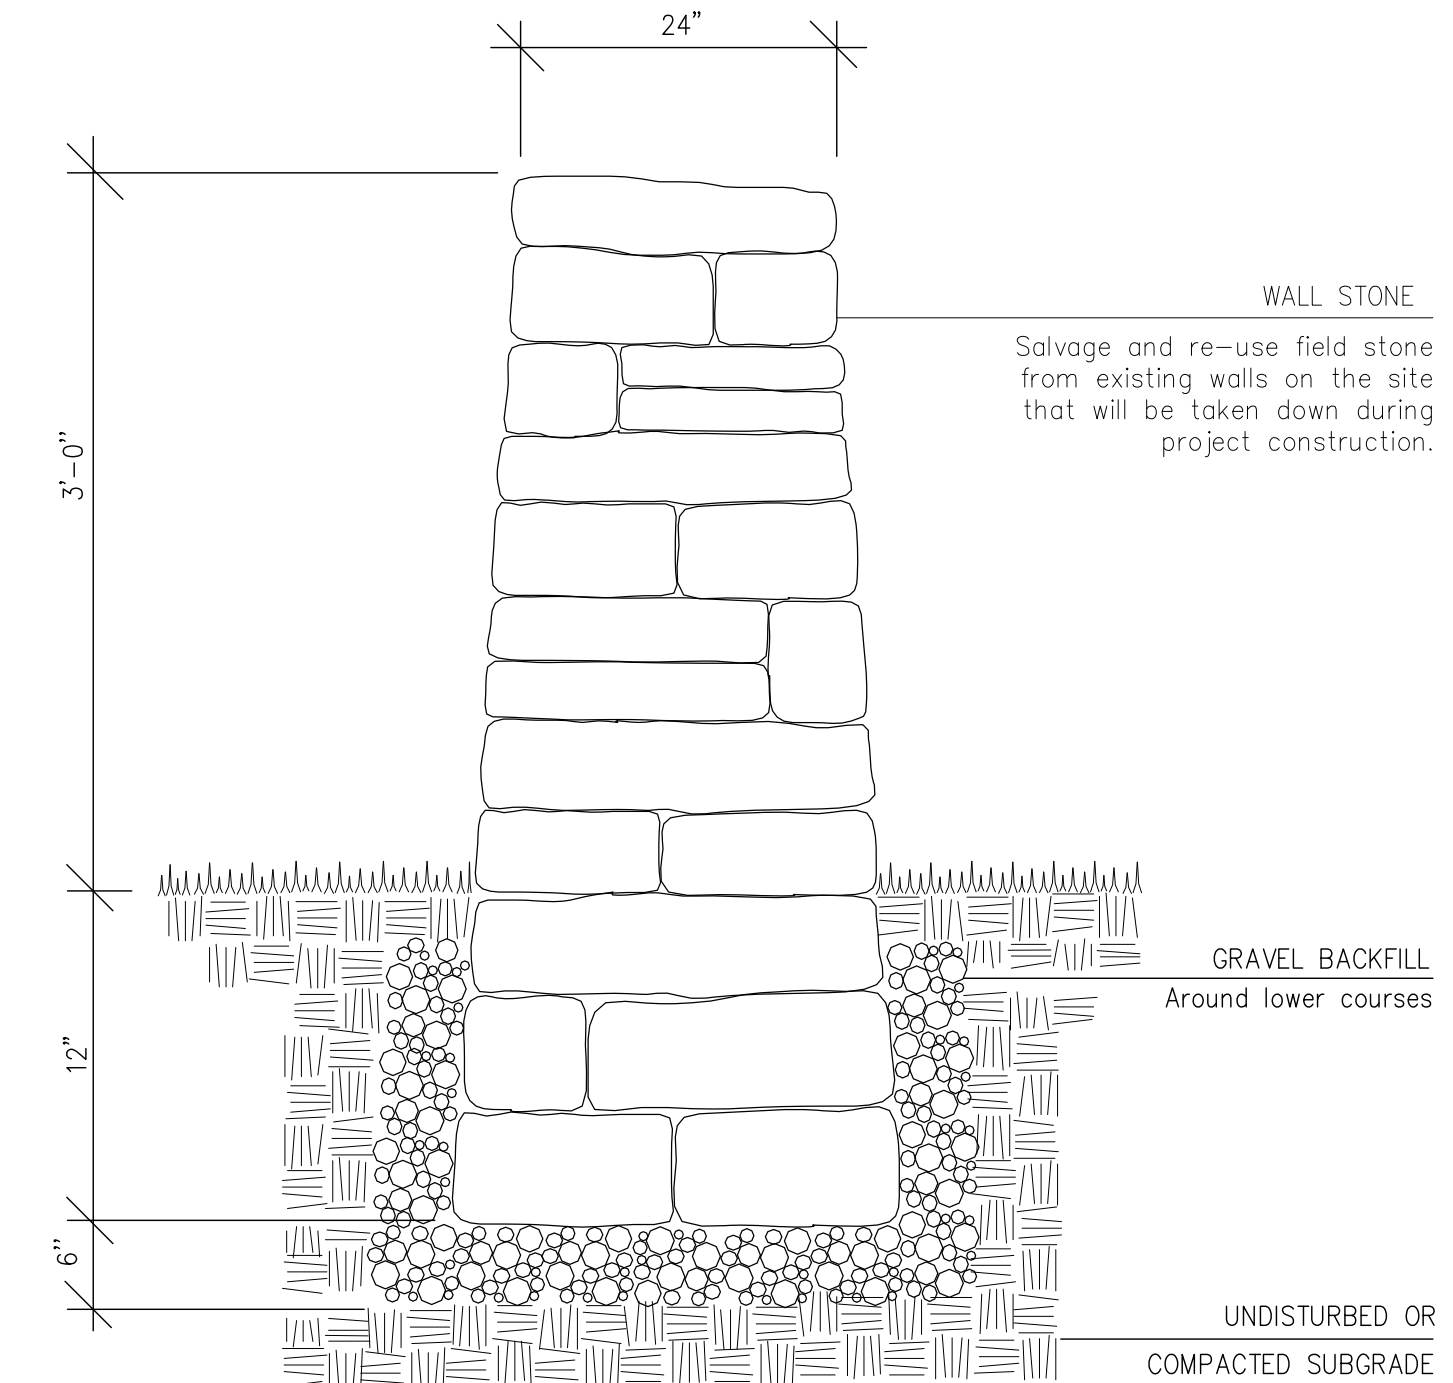 24”
WALL STONE
Salvage and re–use field stone
from existing walls on the site
that will be taken down during
project construction.
3’–0”
GRAVEL BACKFILL
Around lower courses
12”
6”
UNDISTURBED OR
COMPACTED SUBGRADE